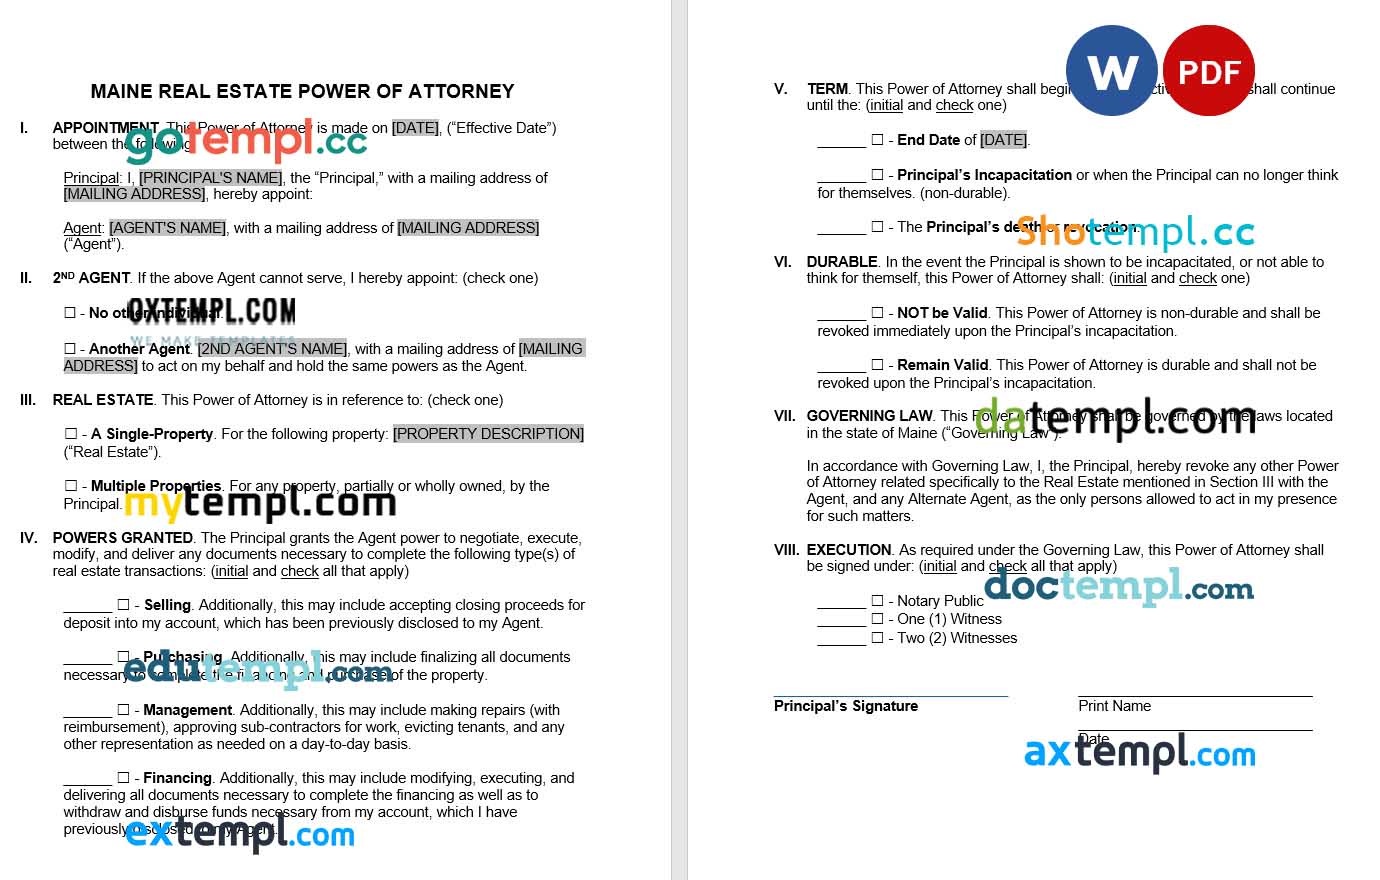 MAINE REAL ESTATE POWER OF ATTORNEY
I. APPOINTMENT. This Power of Attorney is made on [DATE], (“Effective Date”)
between the following:
gotempl.cc
Principal: I, [PRINCIPAL'S NAME], the “Principal,” with a mailing address of
[MAILING ADDRESS], hereby appoint:
Agent: [AGENT'S NAME], with a mailing address of [MAILING ADDRESS]
(“Agent”).
II. 2ND AGENT. If the above Agent cannot serve, I hereby appoint: (check one)
☐ - No other individual.
OXTEMPL.COM
WE MAKE TEMPLATES
☐ - Another Agent. [2ND AGENT'S NAME], with a mailing address of [MAILING
ADDRESS] to act on my behalf and hold the same powers as the Agent.
III. REAL ESTATE. This Power of Attorney is in reference to: (check one)
☐ - A Single-Property. For the following property: [PROPERTY DESCRIPTION]
(“Real Estate”).
☐ - Multiple Properties. For any property, partially or wholly owned, by the
Principal.
mytempl.com
IV. POWERS GRANTED. The Principal grants the Agent power to negotiate, execute,
modify, and deliver any documents necessary to complete the following type(s) of
real estate transactions: (initial and check all that apply)
______ ☐ - Selling. Additionally, this may include accepting closing proceeds for
deposit into my account, which has been previously disclosed to my Agent.
______ ☐ - Purchasing. Additionally, this may include finalizing all documents
necessary to complete the financing and purchase of the property.
edutempl.com
______ ☐ - Management. Additionally, this may include making repairs (with
reimbursement), approving sub-contractors for work, evicting tenants, and any
other representation as needed on a day-to-day basis.
______ ☐ - Financing. Additionally, this may include modifying, executing, and
delivering all documents necessary to complete the financing as well as to
withdraw and disburse funds necessary from my account, which I have
previously disclosed to my Agent.
extempl.com
W PDF
V. TERM. This Power of Attorney shall begin shall continue
until the: (initial and check one)
______ ☐ - End Date of [DATE].
______ ☐ - Principal’s Incapacitation or when the Principal can no longer think
for themselves. (non-durable).
______ ☐ - The Principal’s death or revocation.
Shotempl.cc
VI. DURABLE. In the event the Principal is shown to be incapacitated, or not able to
think for themself, this Power of Attorney shall: (initial and check one)
______ ☐ - NOT be Valid. This Power of Attorney is non-durable and shall be
revoked immediately upon the Principal’s incapacitation.
______ ☐ - Remain Valid. This Power of Attorney is durable and shall not be
revoked upon the Principal’s incapacitation.
VII. GOVERNING LAW. This Power of Attorney shall be governed by the laws located
in the state of Maine (“Governing Law”).
datempl.com
In accordance with Governing Law, I, the Principal, hereby revoke any other Power
of Attorney related specifically to the Real Estate mentioned in Section III with the
Agent, and any Alternate Agent, as the only persons allowed to act in my presence
for such matters.
VIII. EXECUTION. As required under the Governing Law, this Power of Attorney shall
be signed under: (initial and check all that apply)
doctempl.com
______ ☐ - Notary Public
______ ☐ - One (1) Witness
______ ☐ - Two (2) Witnesses
Principal’s Signature
Print Name
Date
axtempl.com